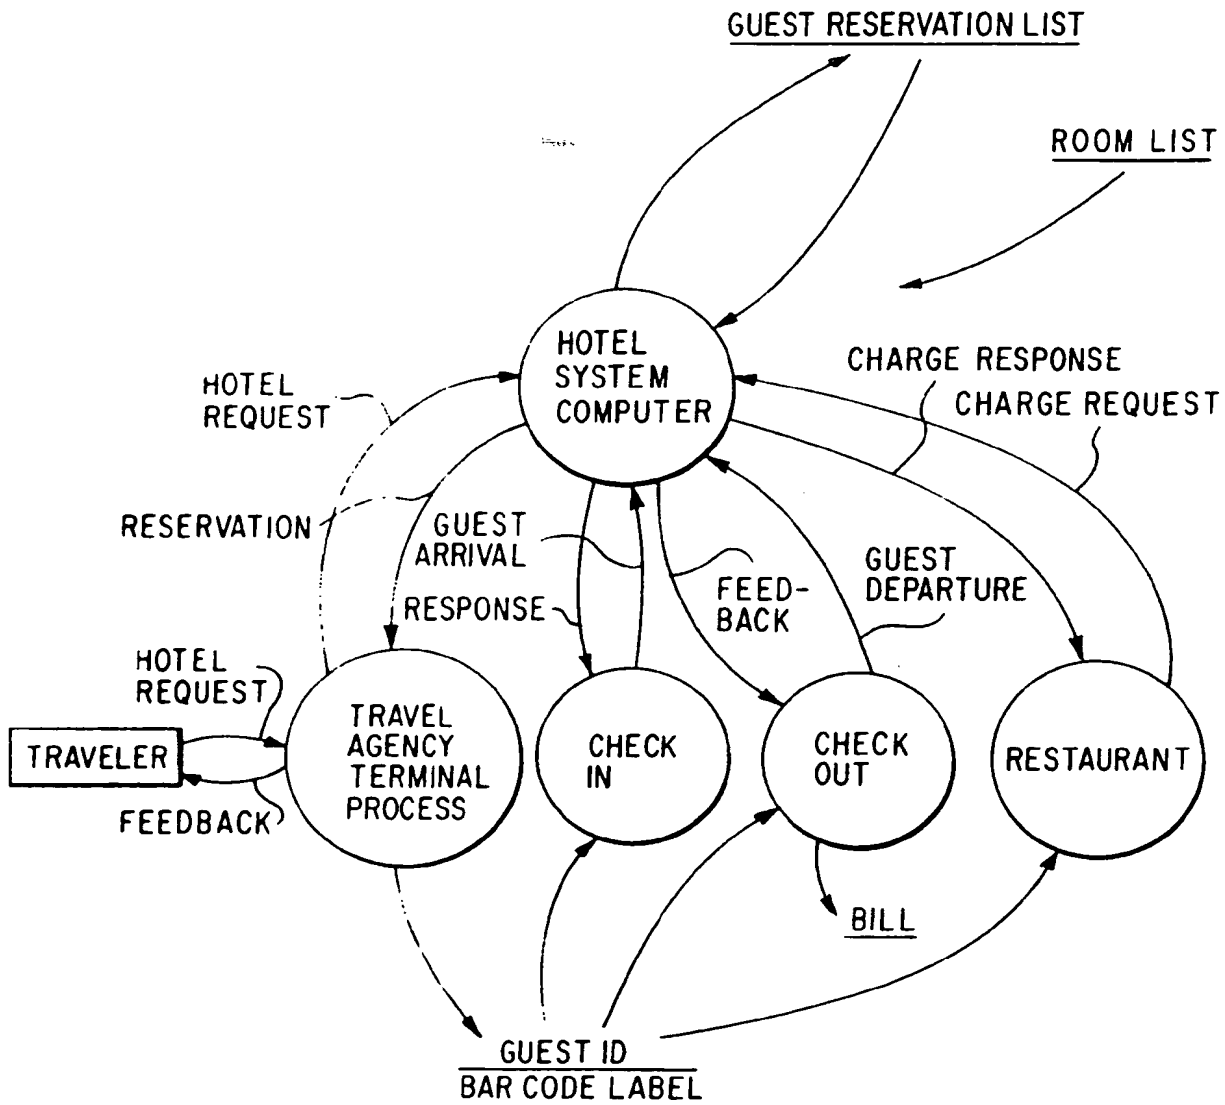 GUEST RESERVATION LIST
ROOM LIST
HOTEL
SYSTEM
COMPUTER
CHARGE RESPONSE
CHARGE REQUEST
HOTEL
REQUEST
RESERVATION
GUEST
ARRIVAL
RESPONSE
FEED-
BACK
GUEST
DEPARTURE
HOTEL
REQUEST
TRAVELER
FEEDBACK
TRAVEL
AGENCY
TERMINAL
PROCESS
CHECK
IN
CHECK
OUT
RESTAURANT
BILL
GUEST ID
BAR CODE LABEL